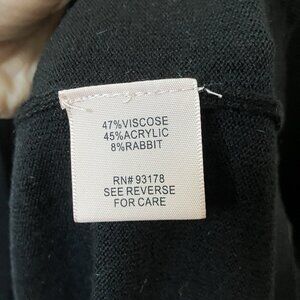 47%VISCOSE
45%ACRYLIC
8%RABBIT
RN# 93178
SEE REVERSE
FOR CARE